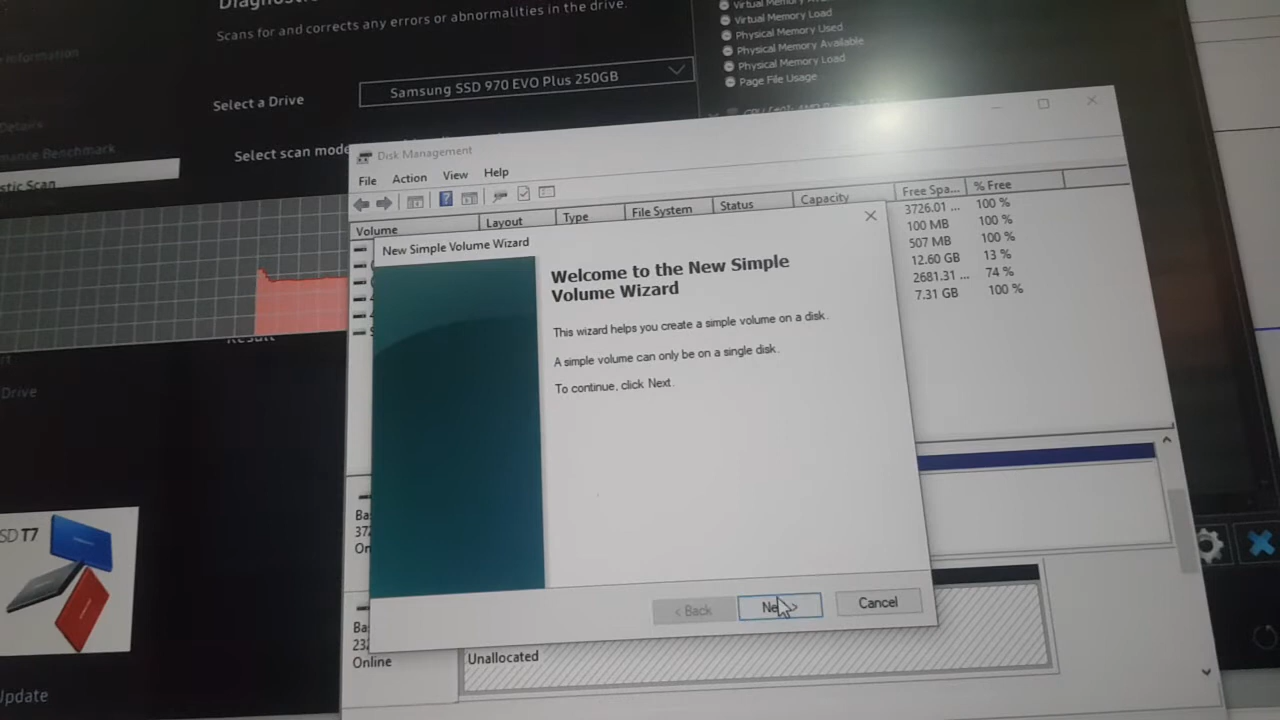 Scans for and corrects any errors or abnormalities in the drive.
Select a Drive
Samsung SSD 970 EVO Plus 250GB
Select scan mode
Virtual Memory Load
Physical Memory Used
Physical Memory Available
Physical Memory Load
Page File Usage
Details
Benchmark
Scan
Drive
SSD T7
Update
Disk Management
File Action View Help
Volume Layout Type File System Status Capacity Free Spa... % Free
3726.01 ... 100 %
100 MB 100 %
507 MB 100 %
12.60 GB 13 %
2681.31 ... 74 %
7.31 GB 100 %
New Simple Volume Wizard
Welcome to the New Simple
Volume Wizard
This wizard helps you create a simple volume on a disk.
A simple volume can only be on a single disk.
To continue, click Next.
< Back
Cancel
Ba
Online
Unallocated